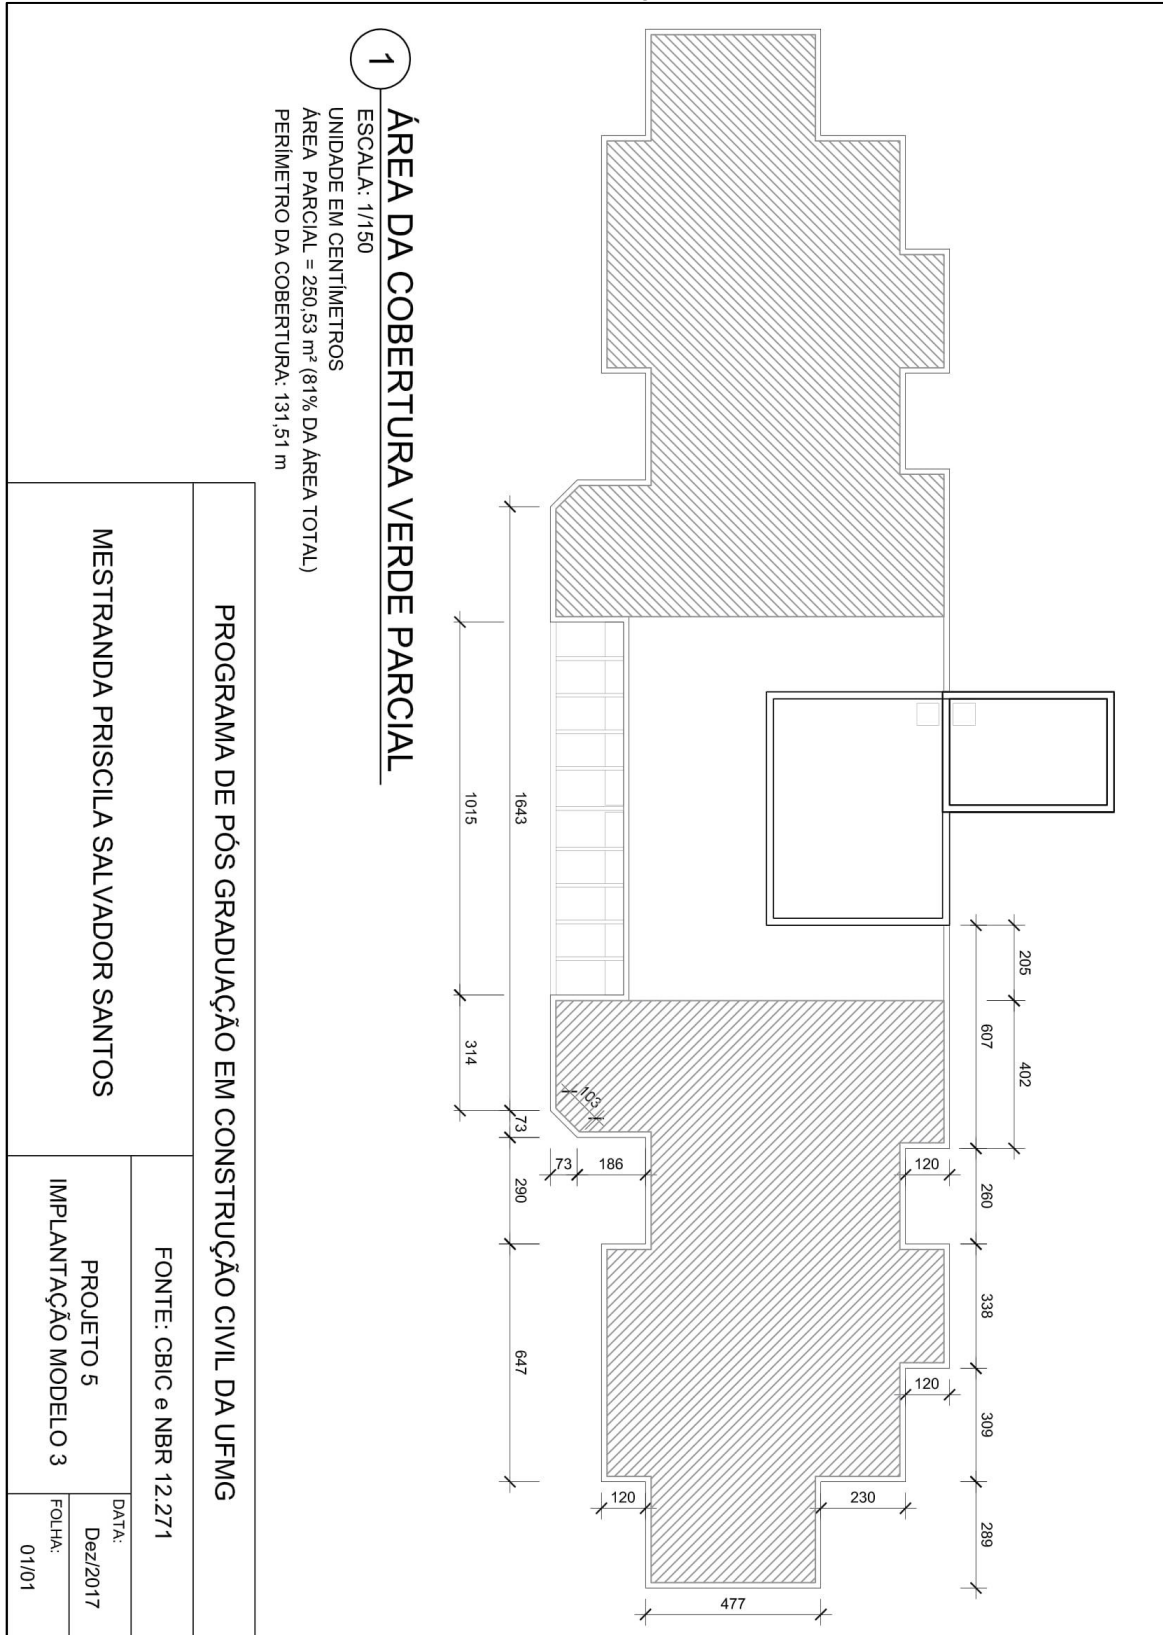 1
ÁREA DA COBERTURA VERDE PARCIAL
ESCALA: 1/150
UNIDADE EM CENTÍMETROS
ÁREA PARCIAL = 250,53 m² (81% DA ÁREA TOTAL)
PERÍMETRO DA COBERTURA: 131,51 m
205
402
607
260
338
309
289
120
120
230
477
120
103
73
186
1643
73
290
647
1015
314
PROGRAMA DE PÓS GRADUAÇÃO EM CONSTRUÇÃO CIVIL DA UFMG
MESTRANDA PRISCILA SALVADOR SANTOS
FONTE: CBIC e NBR 12.271
PROJETO 5
IMPLANTAÇÃO MODELO 3
DATA:
Dez/2017
FOLHA:
01/01